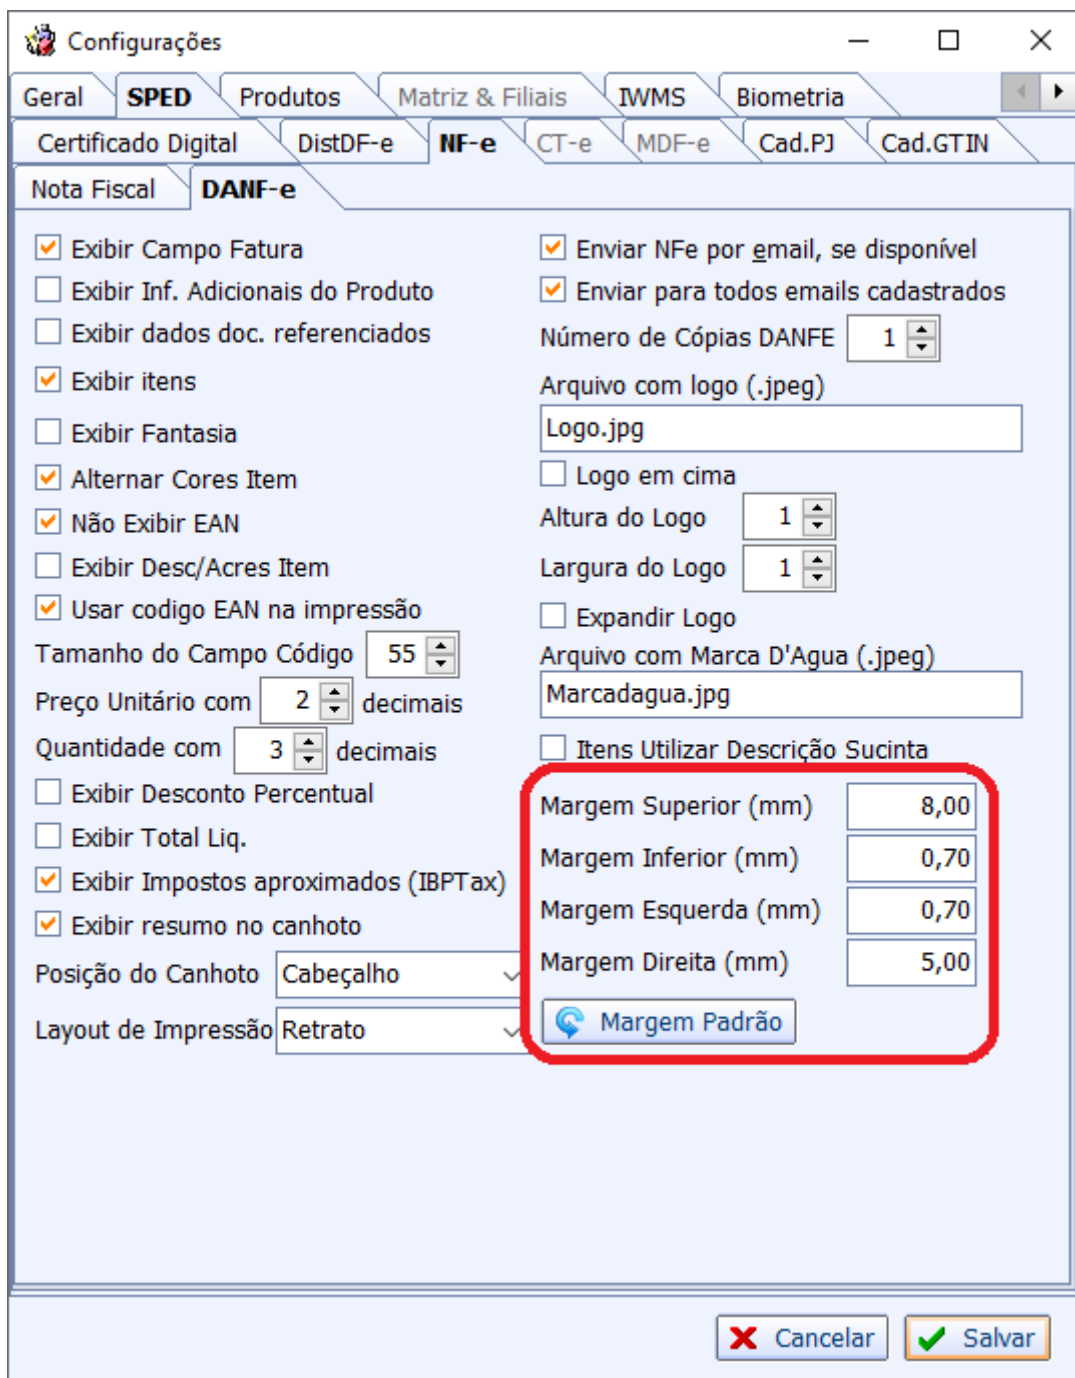 Configurações
Geral SPED Produtos Matriz & Filiais IWMS Biometria
Certificado Digital DistDF-e NF-e CT-e MDF-e Cad.PJ Cad.GTIN
Nota Fiscal DANF-e
Exibir Campo Fatura
Exibir Inf. Adicionais do Produto
Exibir dados doc. referenciados
Exibir itens
Exibir Fantasia
Alternar Cores Item
Não Exibir EAN
Exibir Desc/Acres Item
Usar codigo EAN na impressão
Tamanho do Campo Código 55
Preço Unitário com 2 decimais
Quantidade com 3 decimais
Exibir Desconto Percentual
Exibir Total Liq.
Exibir Impostos aproximados (IBPTax)
Exibir resumo no canhoto
Posição do Canhoto Cabeçalho
Layout de Impressão Retrato
Enviar NFe por email, se disponível
Enviar para todos emails cadastrados
Número de Cópias DANFE 1
Arquivo com logo (.jpeg)
Logo.jpg
Logo em cima
Altura do Logo 1
Largura do Logo 1
Expandir Logo
Arquivo com Marca D'Agua (.jpeg)
Marcadagua.jpg
Itens Utilizar Descrição Sucinta
Margem Superior (mm) 8,00
Margem Inferior (mm) 0,70
Margem Esquerda (mm) 0,70
Margem Direita (mm) 5,00
Margem Padrão
Cancelar Salvar